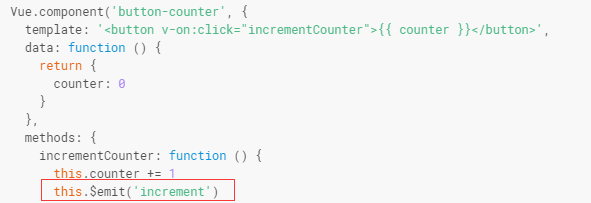 Vue.component('button-counter', {
  template: '<button v-on:click="incrementCounter">{{ counter }}</button>',
  data: function () {
    return {
      counter: 0
    }
  },
  methods: {
    incrementCounter: function () {
      this.counter += 1
      this.$emit('increment')